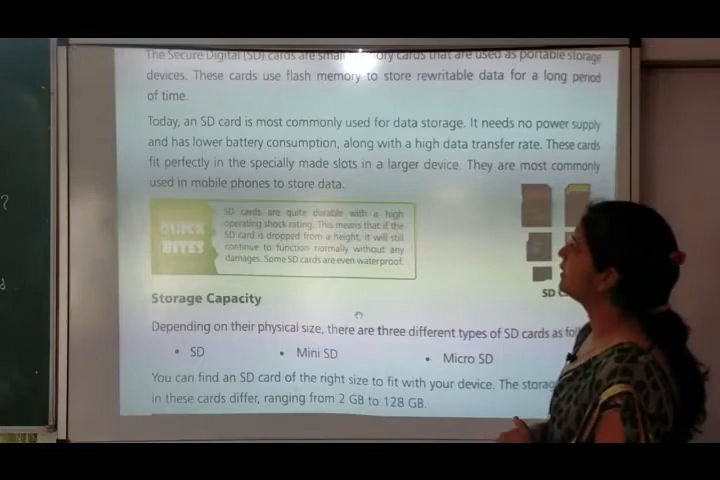 The Secure Digital (SD) cards are small memory cards that are used as portable storage
devices. These cards use flash memory to store rewritable data for a long period
of time.
Today, an SD card is most commonly used for data storage. It needs no power supply
and has lower battery consumption, along with a high data transfer rate. These cards
fit perfectly in the specially made slots in a larger device. They are most commonly
used in mobile phones to store data.
QUICK
BITES
SD cards are quite durable with a high
operating shock rating. This means that if the
SD card is dropped from a height, it will still
continue to function normally without any
damages. Some SD cards are even waterproof.
SD
Storage Capacity
Depending on their physical size, there are three different types of SD cards as
• SD
• Mini SD
• Micro SD
You can find an SD card of the right size to fit with your device. The
in these cards differ, ranging from 2 GB to 128 GB.